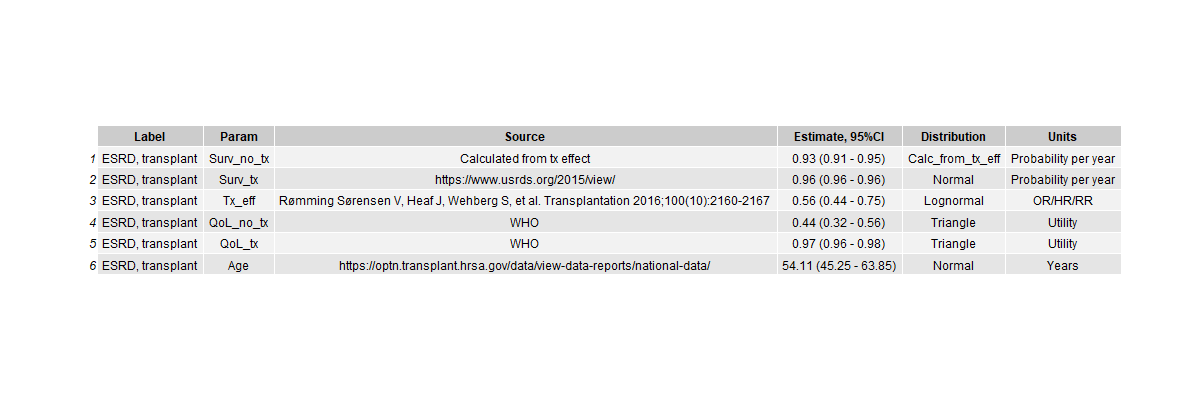 Label Param Source Estimate, 95%CI Distribution Units
1 ESRD, transplant Surv_no_tx Calculated from tx effect 0.93 (0.91 - 0.95) Calc_from_tx_eff Probability per year
2 ESRD, transplant Surv_tx https://www.usrds.org/2015/view/ 0.96 (0.96 - 0.96) Normal Probability per year
3 ESRD, transplant Tx_eff Rømming Sørensen V, Heaf J, Wehberg S, et al. Transplantation 2016;100(10):2160-2167 0.56 (0.44 - 0.75) Lognormal OR/HR/RR
4 ESRD, transplant QoL_no_tx WHO 0.44 (0.32 - 0.56) Triangle Utility
5 ESRD, transplant QoL_tx WHO 0.97 (0.96 - 0.98) Triangle Utility
6 ESRD, transplant Age https://optn.transplant.hrsa.gov/data/view-data-reports/national-data/ 54.11 (45.25 - 63.85) Normal Years